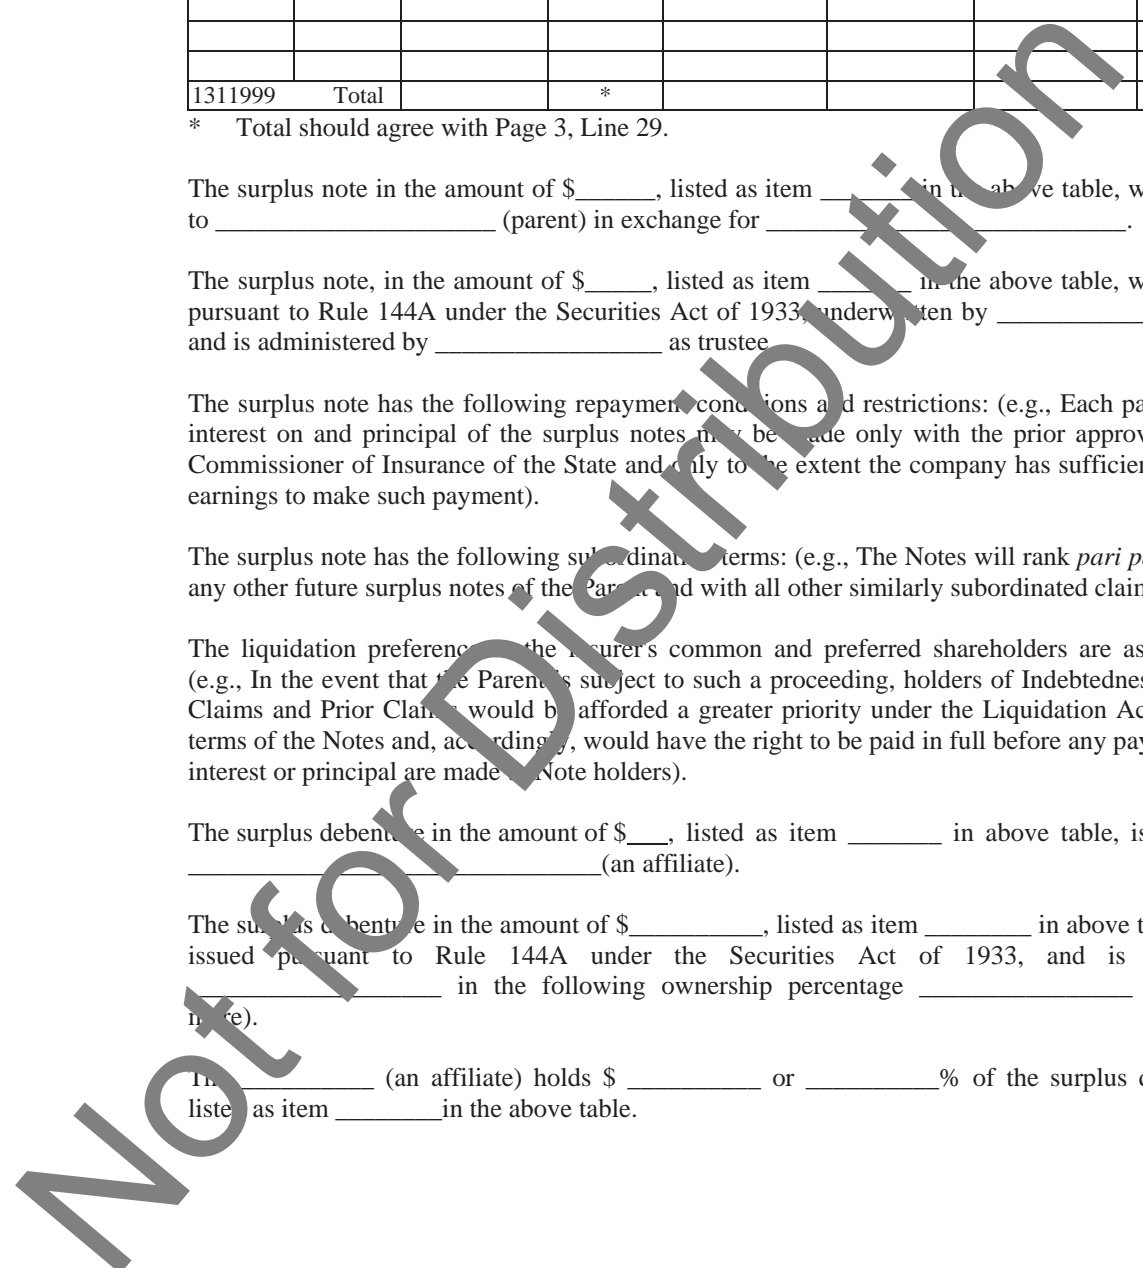 1311999 Total *
* Total should agree with Page 3, Line 29.
The surplus note in the amount of $______, listed as item _______ in the above table, w
to _____________________ (parent) in exchange for ___________________________.
The surplus note, in the amount of $_____, listed as item _______ in the above table, w
pursuant to Rule 144A under the Securities Act of 1933, underwritten by ___________
and is administered by _________________ as trustee
The surplus note has the following repayment conditions and restrictions: (e.g., Each pa
interest on and principal of the surplus notes may be made only with the prior approv
Commissioner of Insurance of the State and only to the extent the company has sufficien
earnings to make such payment).
The surplus note has the following subordination terms: (e.g., The Notes will rank pari p
any other future surplus notes of the Parent and with all other similarly subordinated claim
The liquidation preference the insurer's common and preferred shareholders are as
(e.g., In the event that the Parent is subject to such a proceeding, holders of Indebtednes
Claims and Prior Claims would be afforded a greater priority under the Liquidation Ac
terms of the Notes and, accordingly, would have the right to be paid in full before any pay
interest or principal are made to Note holders).
The surplus debenture in the amount of $___, listed as item _______ in above table, is
_______________________________(an affiliate).
The surplus debenture in the amount of $__________, listed as item ________ in above t
issued pursuant to Rule 144A under the Securities Act of 1933, and is
___________________ in the following ownership percentage ________________
more).
The __________ (an affiliate) holds $ __________ or __________% of the surplus d
listed as item ________in the above table.
Not for Distribution